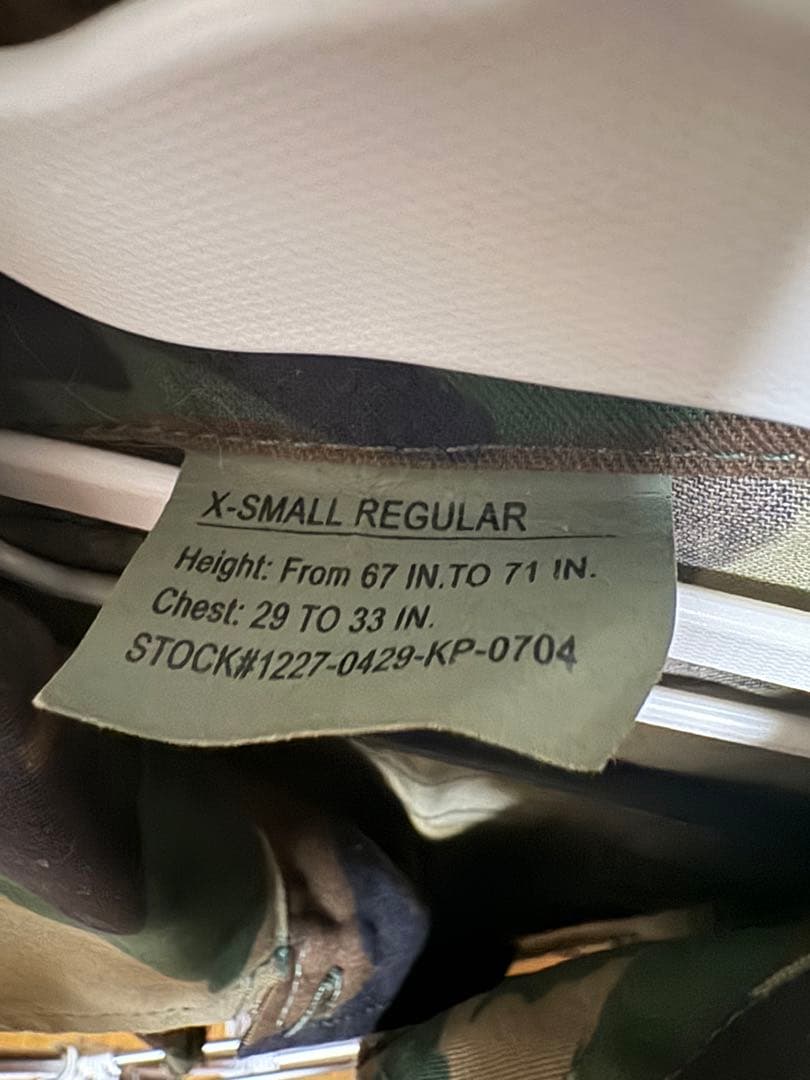 X-SMALL REGULAR
Height: From 67 IN.TO 71 IN.
Chest: 29 TO 33 IN.
STOCK#1227-0429-KP-0704